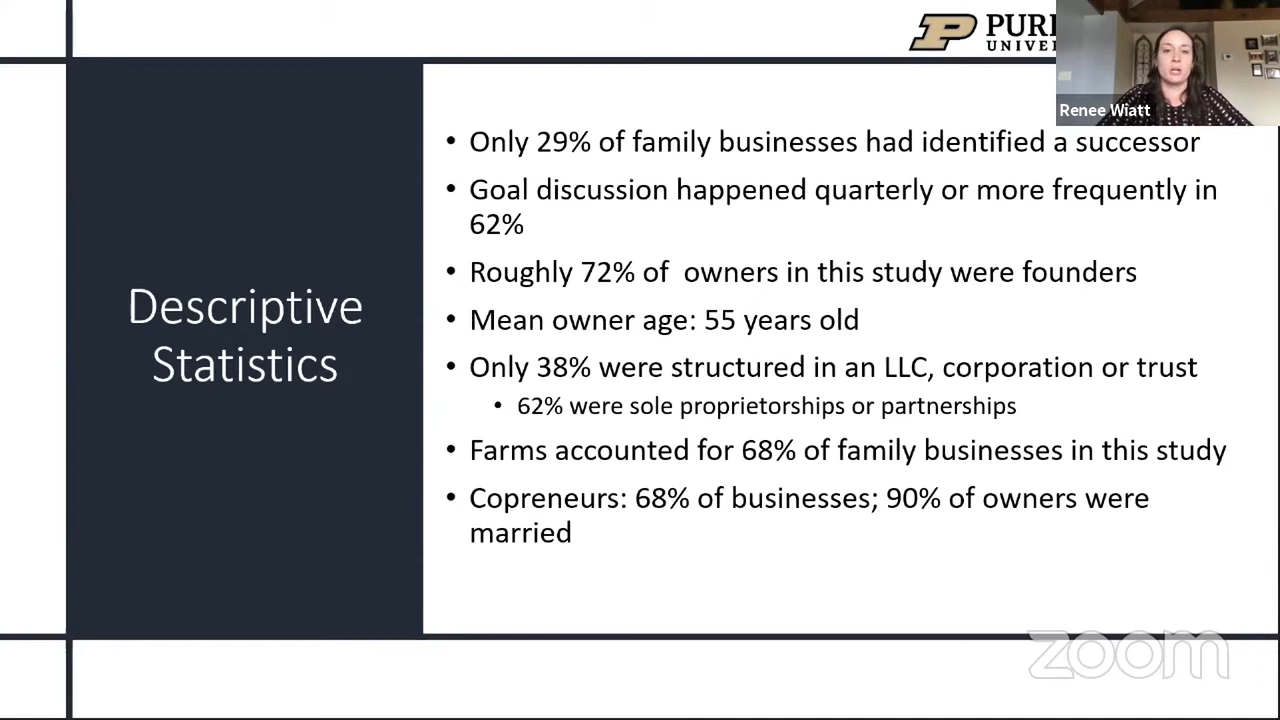 PUR
UNIVE
Renee Wiatt
Descriptive
Statistics
• Only 29% of family businesses had identified a successor
• Goal discussion happened quarterly or more frequently in
62%
• Roughly 72% of  owners in this study were founders
• Mean owner age: 55 years old
• Only 38% were structured in an LLC, corporation or trust
• 62% were sole proprietorships or partnerships
• Farms accounted for 68% of family businesses in this study
• Copreneurs: 68% of businesses; 90% of owners were
married
zoom